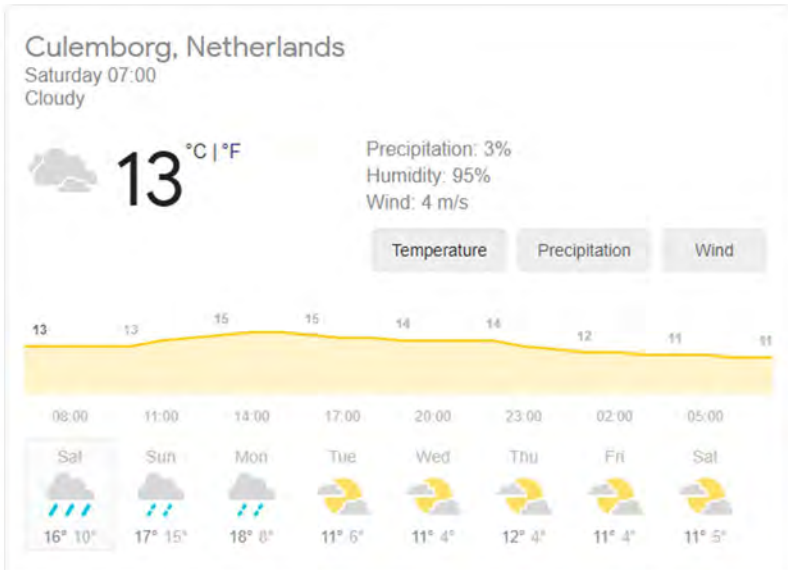 Culemborg, Netherlands
Saturday 07:00
Cloudy
13 °C | °F
Precipitation: 3%
Humidity: 95%
Wind: 4 m/s
Temperature Precipitation Wind
13 13 15 15 14 14 12 11 11
08:00 11:00 14:00 17:00 20:00 23:00 02:00 05:00
Sat Sun Mon Tue Wed Thu Fri Sat
16° 10° 17° 15° 18° 8° 11° 6° 11° 4° 12° 4° 11° 4° 11° 5°